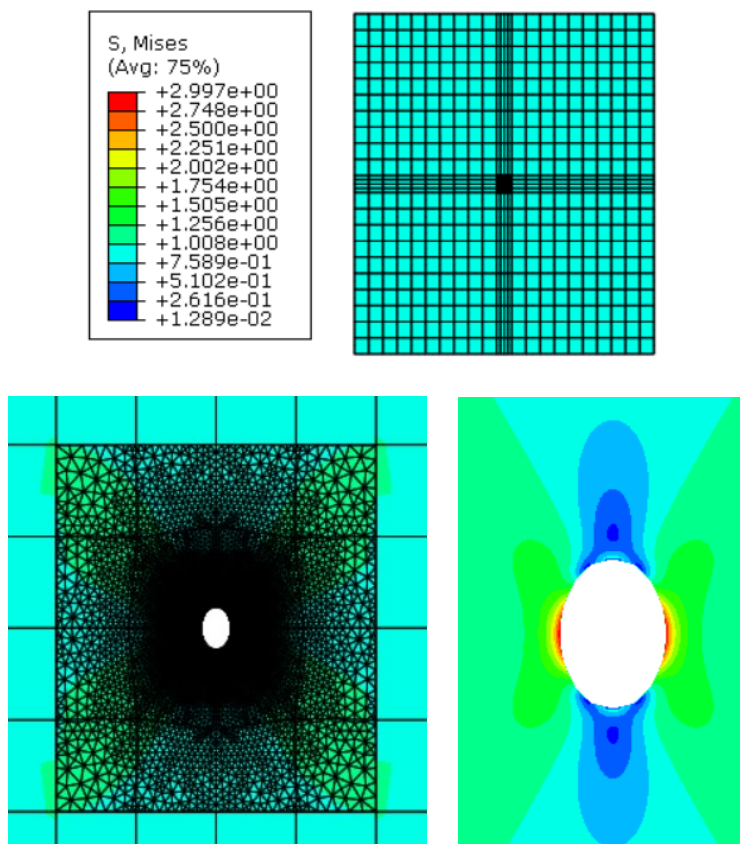 S, Mises
(Avg: 75%)
+2.997e+00
+2.748e+00
+2.500e+00
+2.251e+00
+2.002e+00
+1.754e+00
+1.505e+00
+1.256e+00
+1.008e+00
+7.589e-01
+5.102e-01
+2.616e-01
+1.289e-02